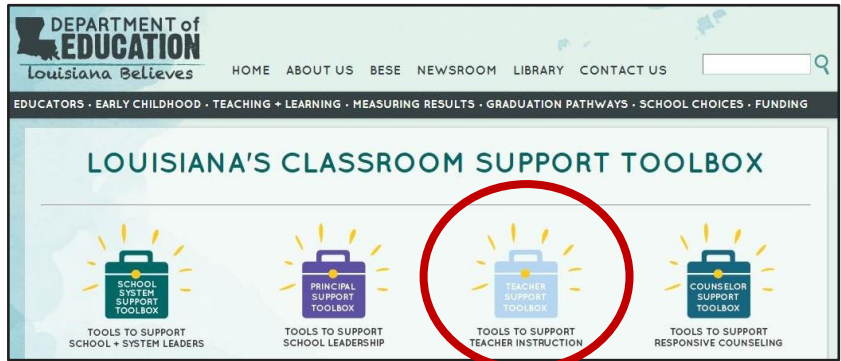 DEPARTMENT of
EDUCATION
Louisiana Believes
HOME ABOUT US BESE NEWSROOM LIBRARY CONTACT US
EDUCATORS • EARLY CHILDHOOD • TEACHING + LEARNING • MEASURING RESULTS • GRADUATION PATHWAYS • SCHOOL CHOICES • FUNDING
LOUISIANA'S CLASSROOM SUPPORT TOOLBOX
SCHOOL
SYSTEM
SUPPORT
TOOLBOX
TOOLS TO SUPPORT
SCHOOL + SYSTEM LEADERS
PRINCIPAL
SUPPORT
TOOLBOX
TOOLS TO SUPPORT
SCHOOL LEADERSHIP
TEACHER
SUPPORT
TOOLBOX
TOOLS TO SUPPORT
TEACHER INSTRUCTION
COUNSELOR
SUPPORT
TOOLBOX
TOOLS TO SUPPORT
RESPONSIVE COUNSELING